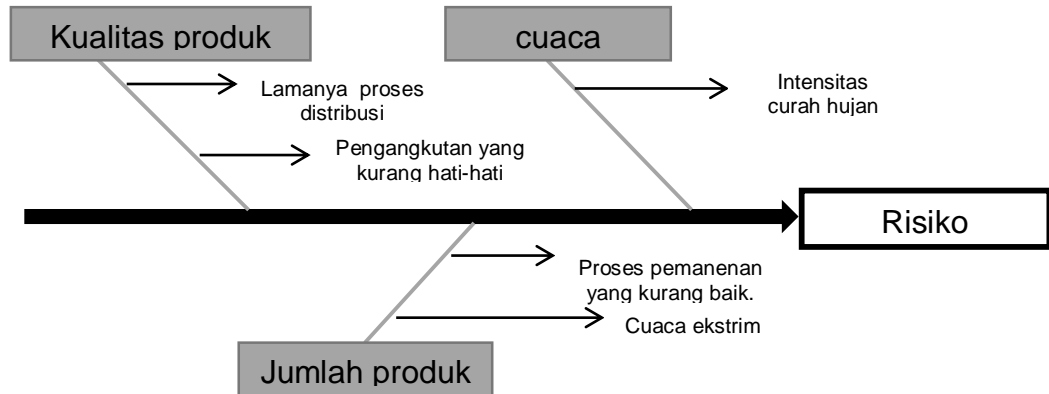 Kualitas produk
cuaca
Lamanya proses
distribusi
Intensitas
curah hujan
Pengangkutan yang
kurang hati-hati
Risiko
Proses pemanenan
yang kurang baik.
Cuaca ekstrim
Jumlah produk